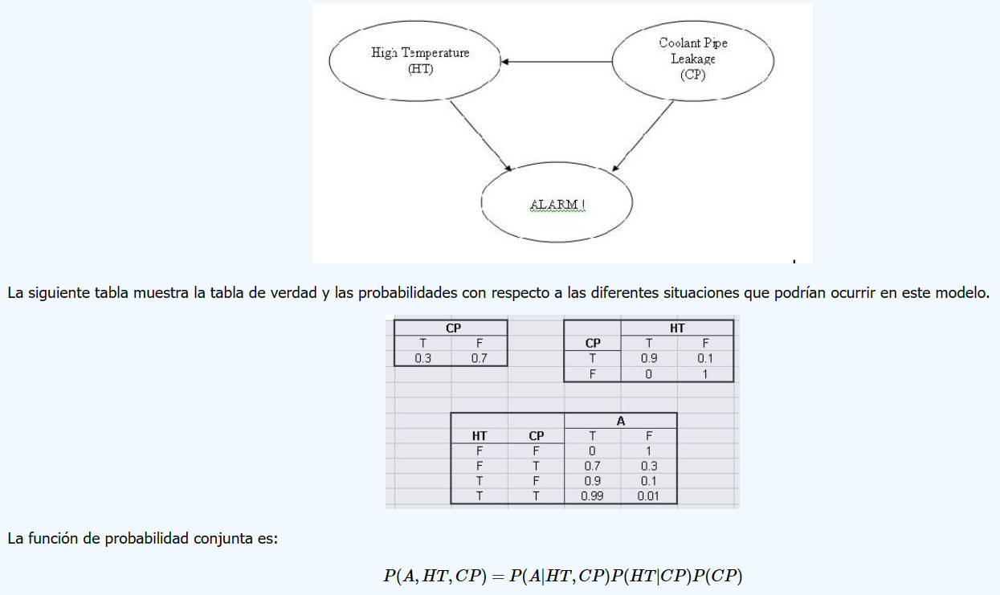 High Temperature
(HT)
Coolant Pipe
Leakage
(CP)
ALARM !
La siguiente tabla muestra la tabla de verdad y las probabilidades con respecto a las diferentes situaciones que podrían ocurrir en este modelo.
CP
T F
0.3 0.7
HT
CP T F
T 0.9 0.1
F 0 1
A
HT CP T F
F F 0 1
F T 0.7 0.3
T F 0.9 0.1
T T 0.99 0.01
La función de probabilidad conjunta es:
P(A, HT, CP) = P(A|HT, CP)P(HT|CP)P(CP)